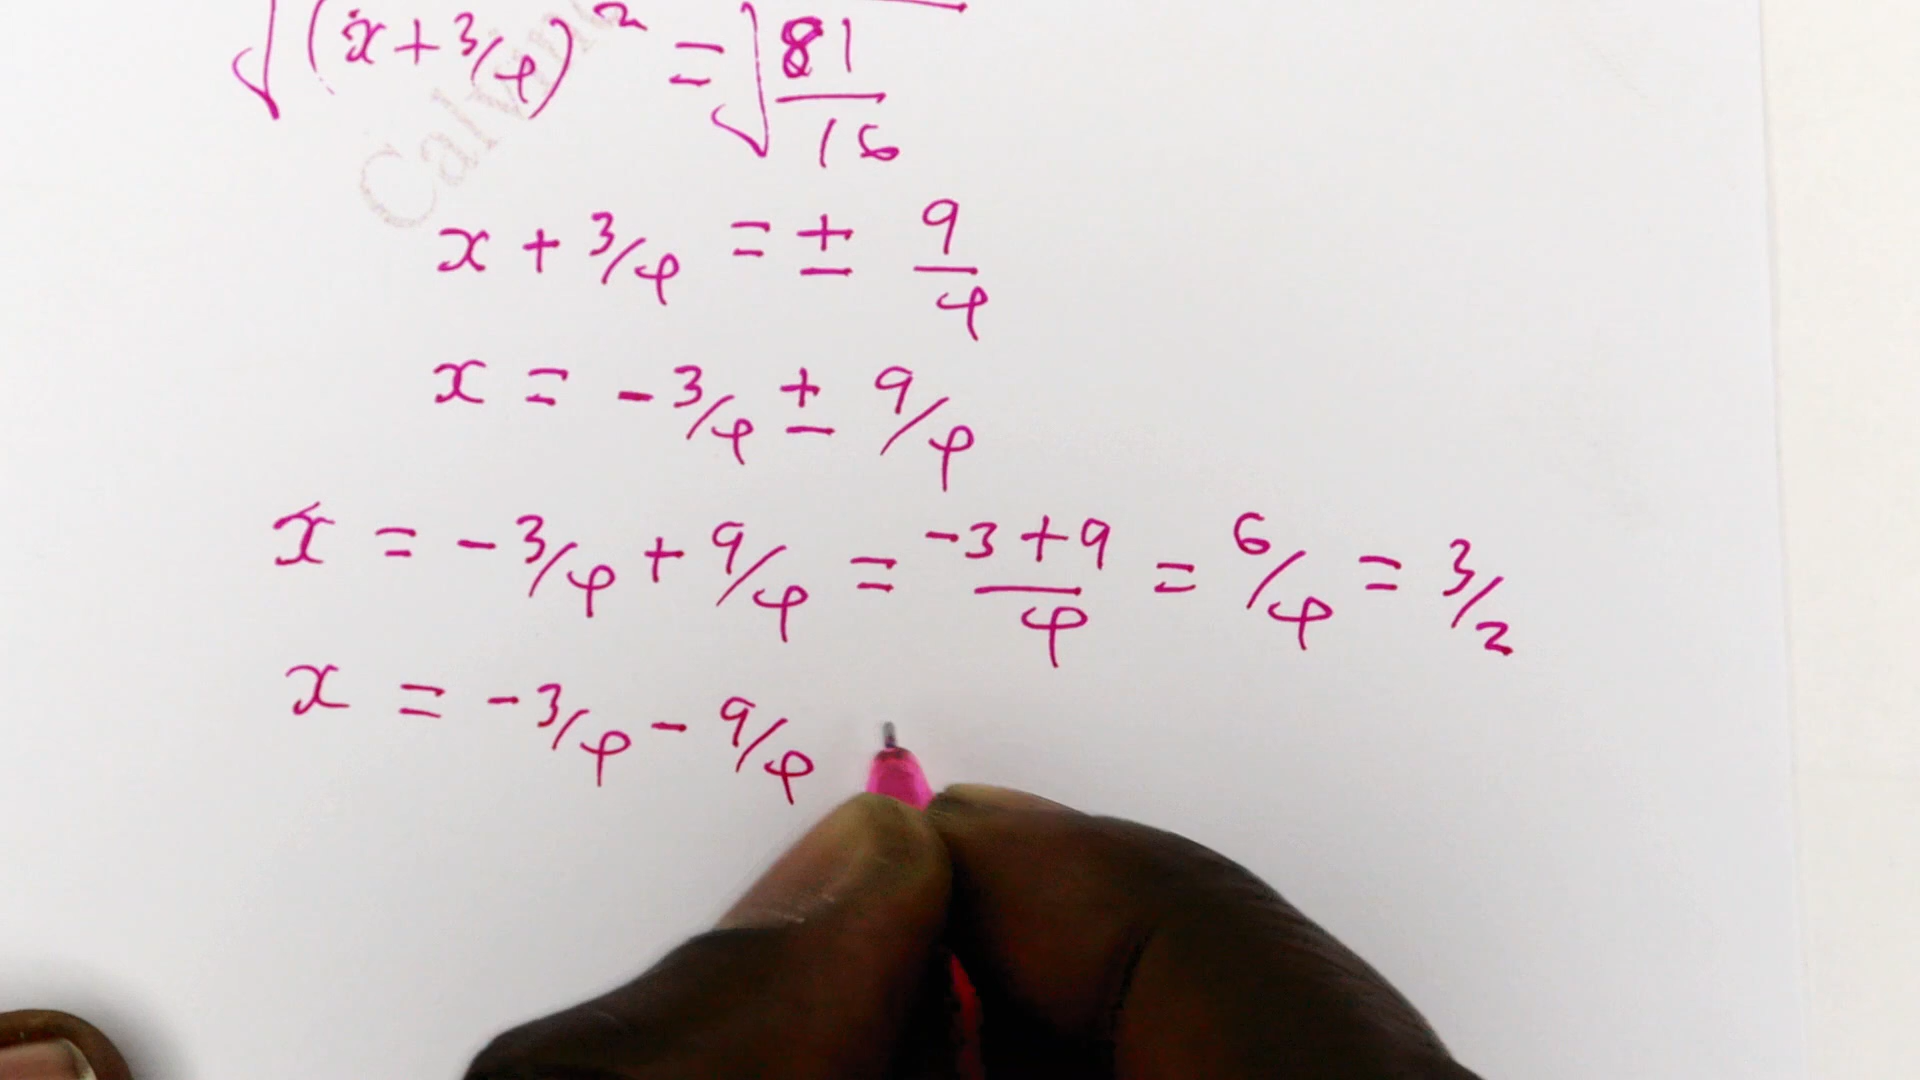 √(x + 3/4)² = √81/16
x + 3/4 = ± 9/4
x = - 3/4 ± 9/4
x = - 3/4 + 9/4 = -3 + 9/4 = 6/4 = 3/2
x = - 3/4 - 9/4